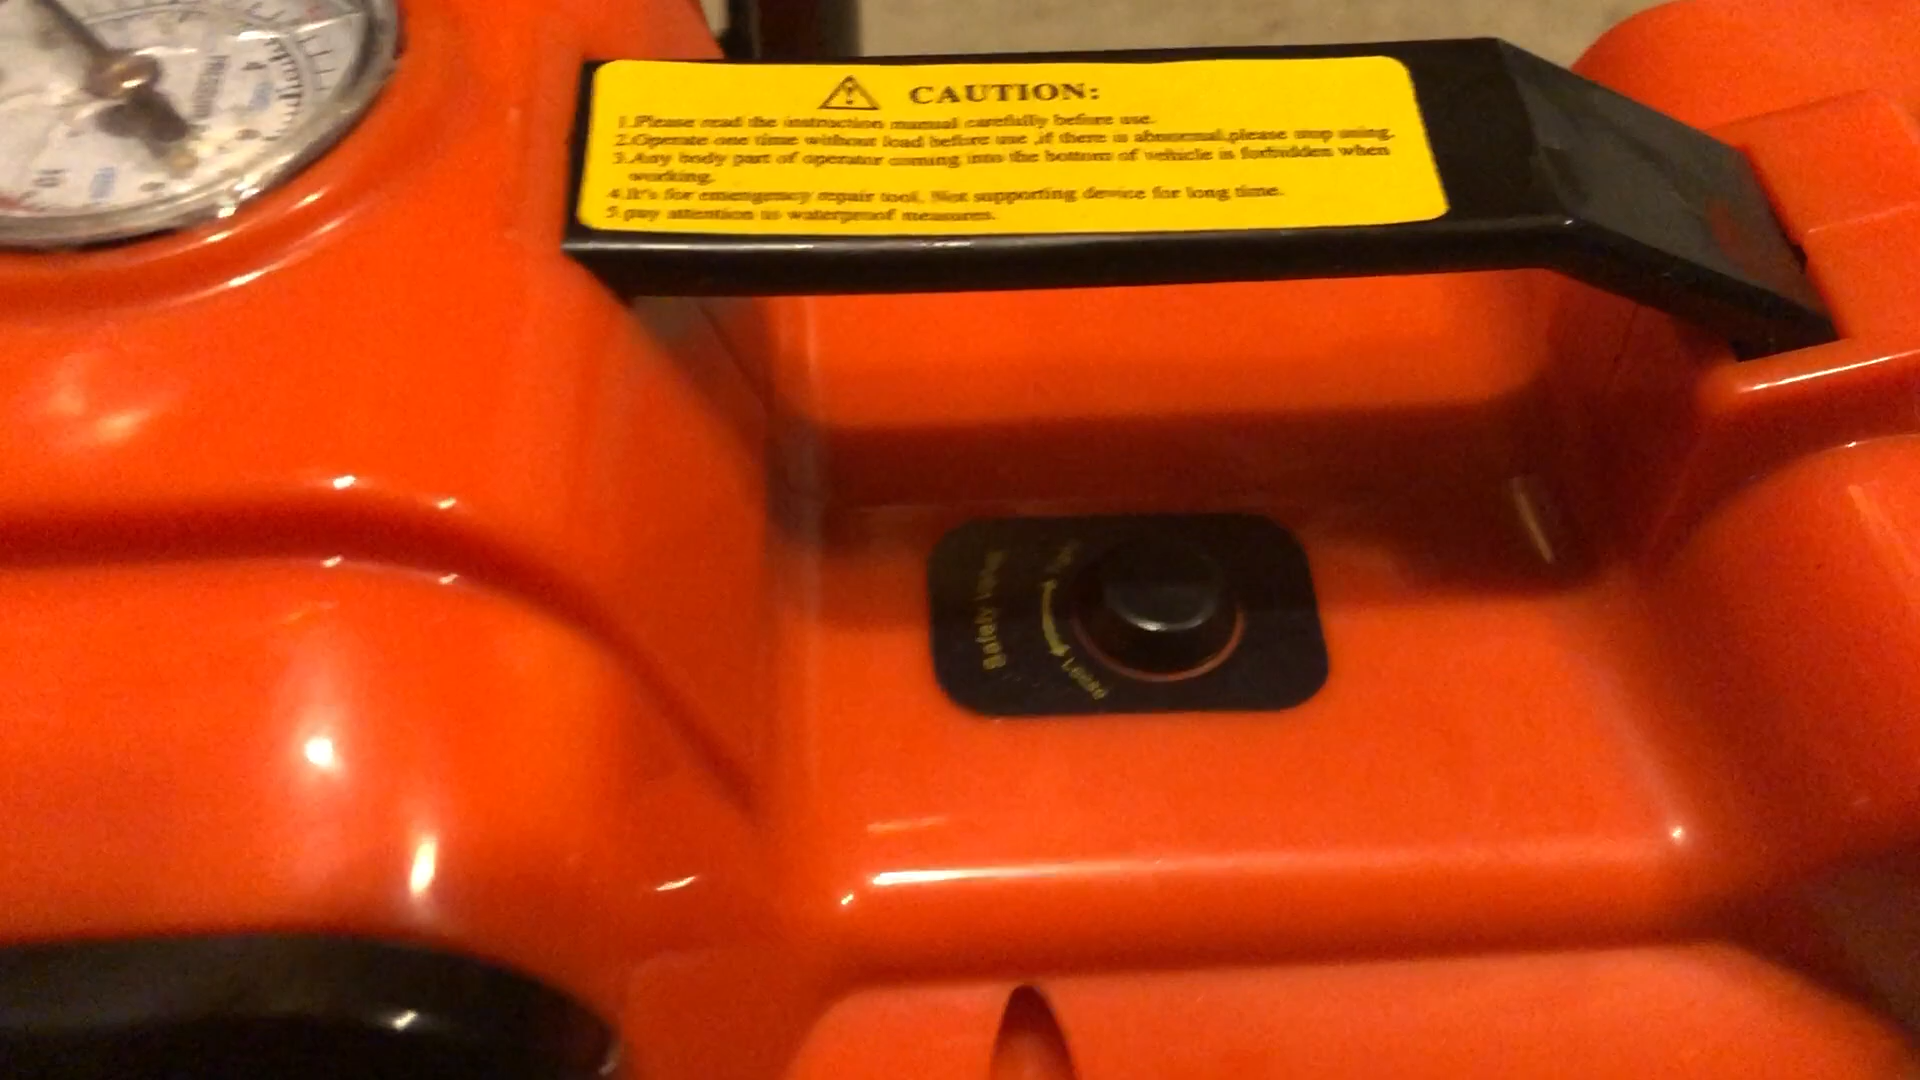 CAUTION:
1.Please read the instruction manual carefully before use.
2.Operate one time without load before use ,if there is abnormal,please stop using.
3.Any body part of operator coming into the bottom of vehicle is forbidden when
working.
4.It's for emergency repair tool. Not supporting device for long time.
5.pay attention to waterproof measures.
Safety Valve
Loosen
10